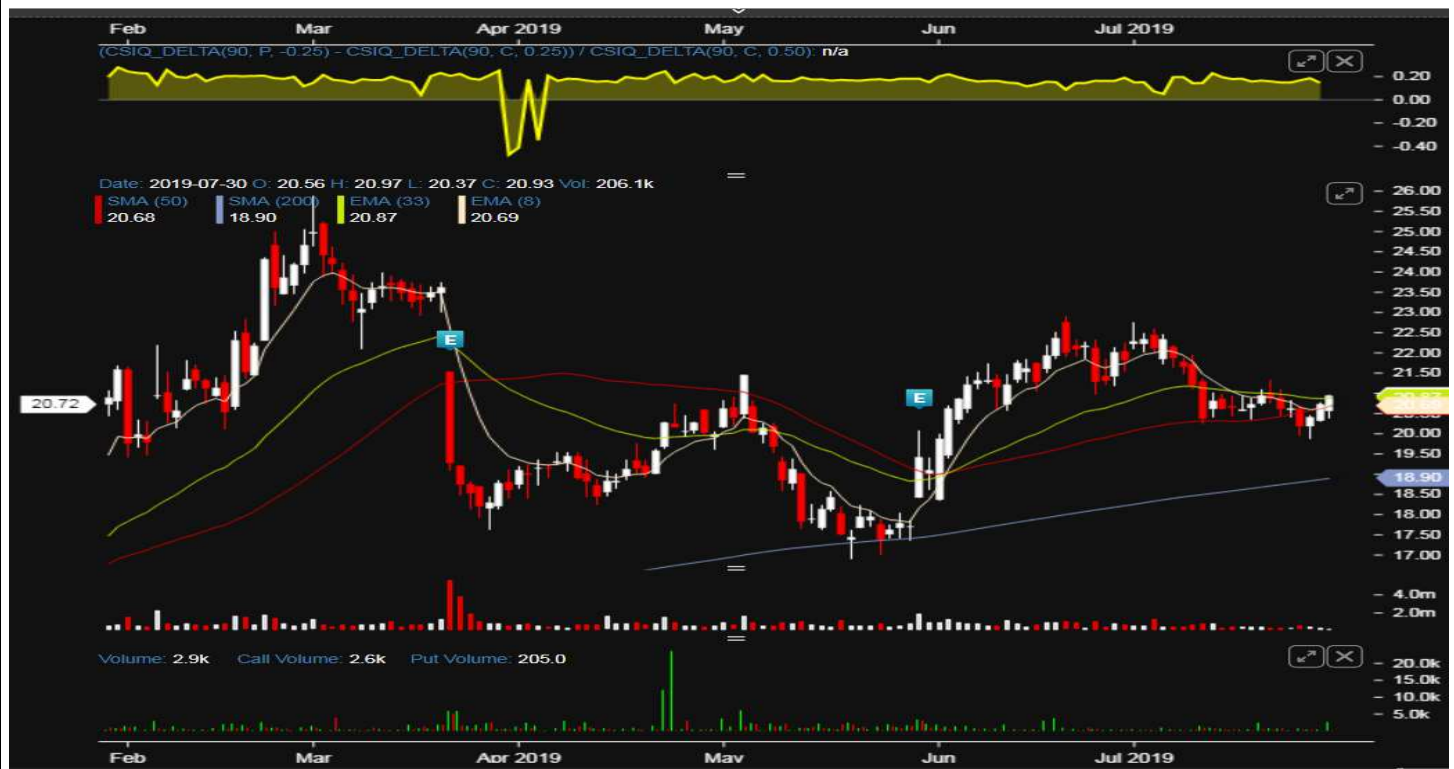 Feb Mar Apr 2019 May Jun Jul 2019
(CSIQ_DELTA(90, P, -0.25) - CSIQ_DELTA(90, C, 0.25)) / CSIQ_DELTA(90, C, 0.50): n/a
0.20
0.00
-0.20
-0.40
Date: 2019-07-30 O: 20.56 H: 20.97 L: 20.37 C: 20.93 Vol: 206.1k
SMA (50) SMA (200) EMA (33) EMA (8)
20.68 18.90 20.87 20.69
26.00
25.50
25.00
24.50
24.00
23.50
23.00
22.50
22.00
21.50
E
E
20.72
20.00
19.50
18.90
18.50
18.00
17.50
17.00
4.0m
2.0m
Volume: 2.9k Call Volume: 2.6k Put Volume: 205.0
20.0k
15.0k
10.0k
5.0k
Feb Mar Apr 2019 May Jun Jul 2019